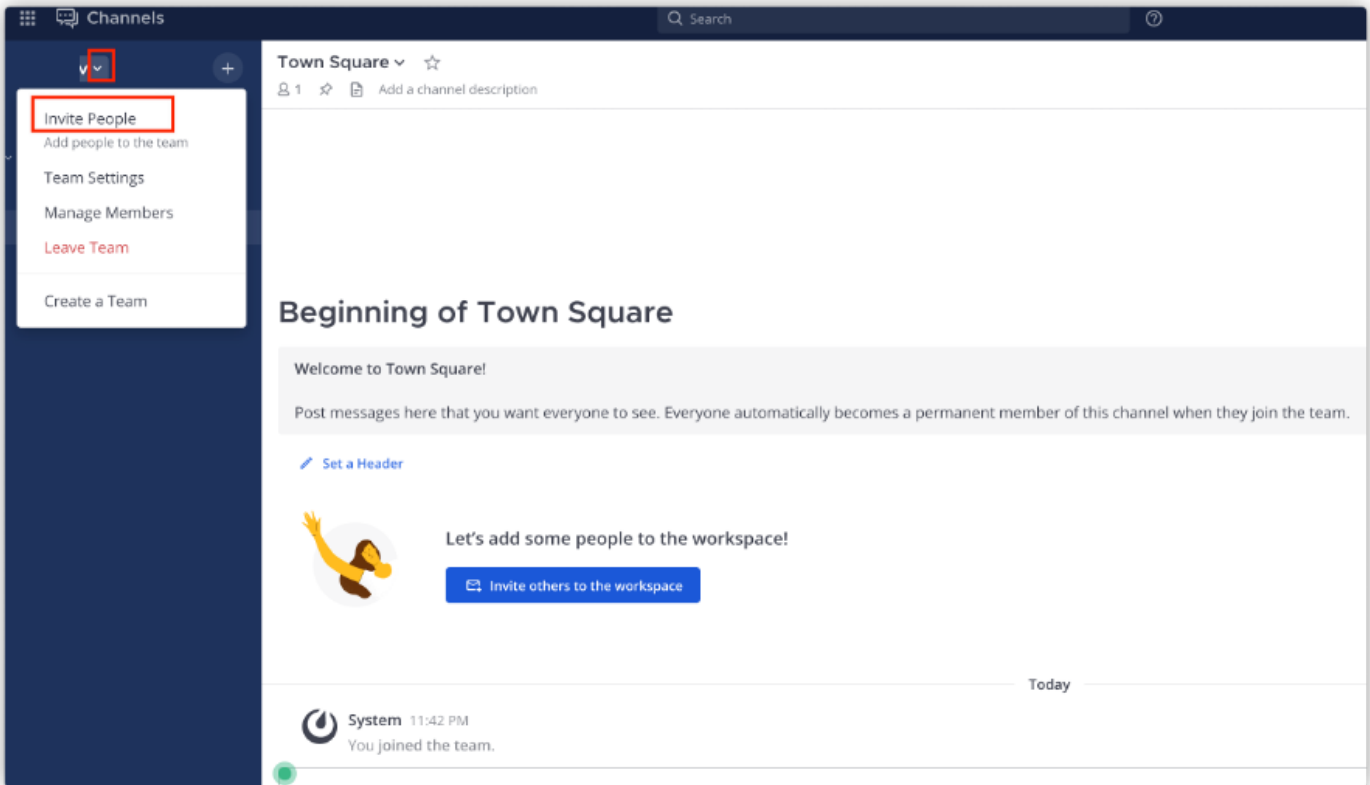 Channels
Search
v
Invite People
Add people to the team
Team Settings
Manage Members
Leave Team
Create a Team
Town Square
1
Add a channel description
Beginning of Town Square
Welcome to Town Square!
Post messages here that you want everyone to see. Everyone automatically becomes a permanent member of this channel when they join the team.
Set a Header
Let's add some people to the workspace!
Invite others to the workspace
Today
System 11:42 PM
You joined the team.